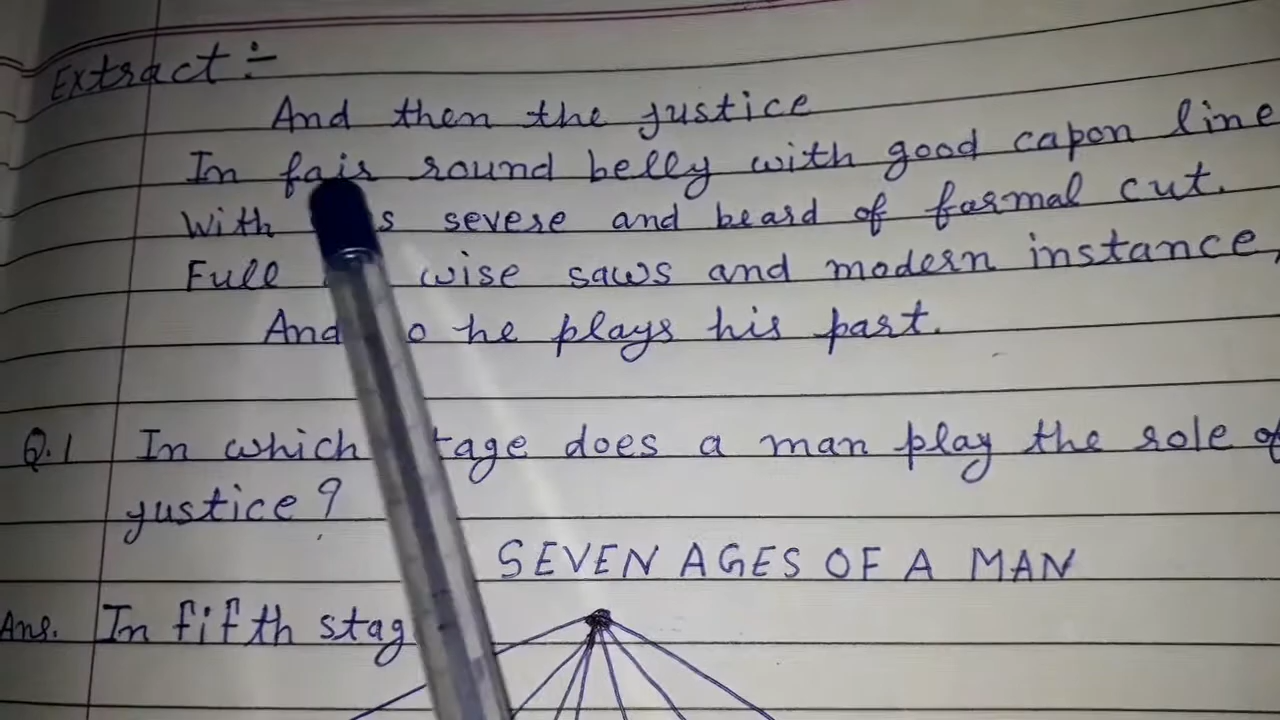 Extract :-
And then the justice
In fair round belly with good capon line
With severe and beard of farmal cut.
Full wise saws and modern instance,
And he plays his part.
Q.1 In which does a man play the role of
justice ?
SEVEN AGES OF A MAN
Ans. In fifth